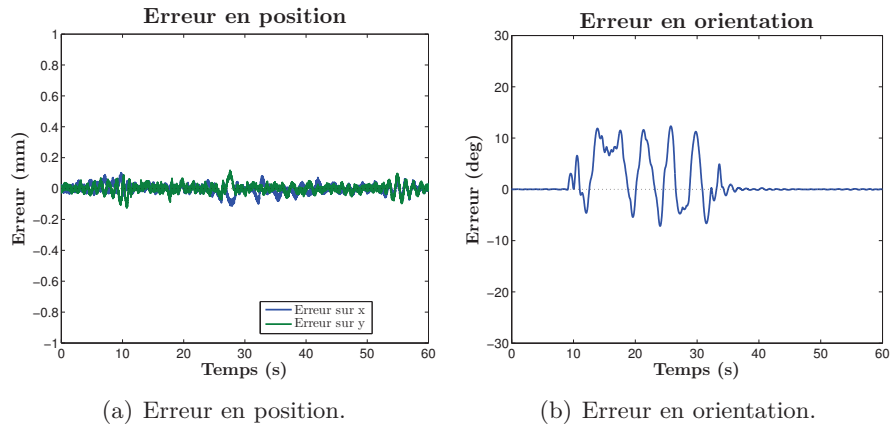 Erreur en position
Erreur (mm)
1
0.8
0.6
0.4
0.2
0
−0.2
−0.4
−0.6
−0.8
−1
Erreur sur x
Erreur sur y
0 10 20 30 40 50 60
Temps (s)
(a) Erreur en position.
Erreur en orientation
Erreur (deg)
30
20
10
0
−10
−20
−30
0 10 20 30 40 50 60
Temps (s)
(b) Erreur en orientation.